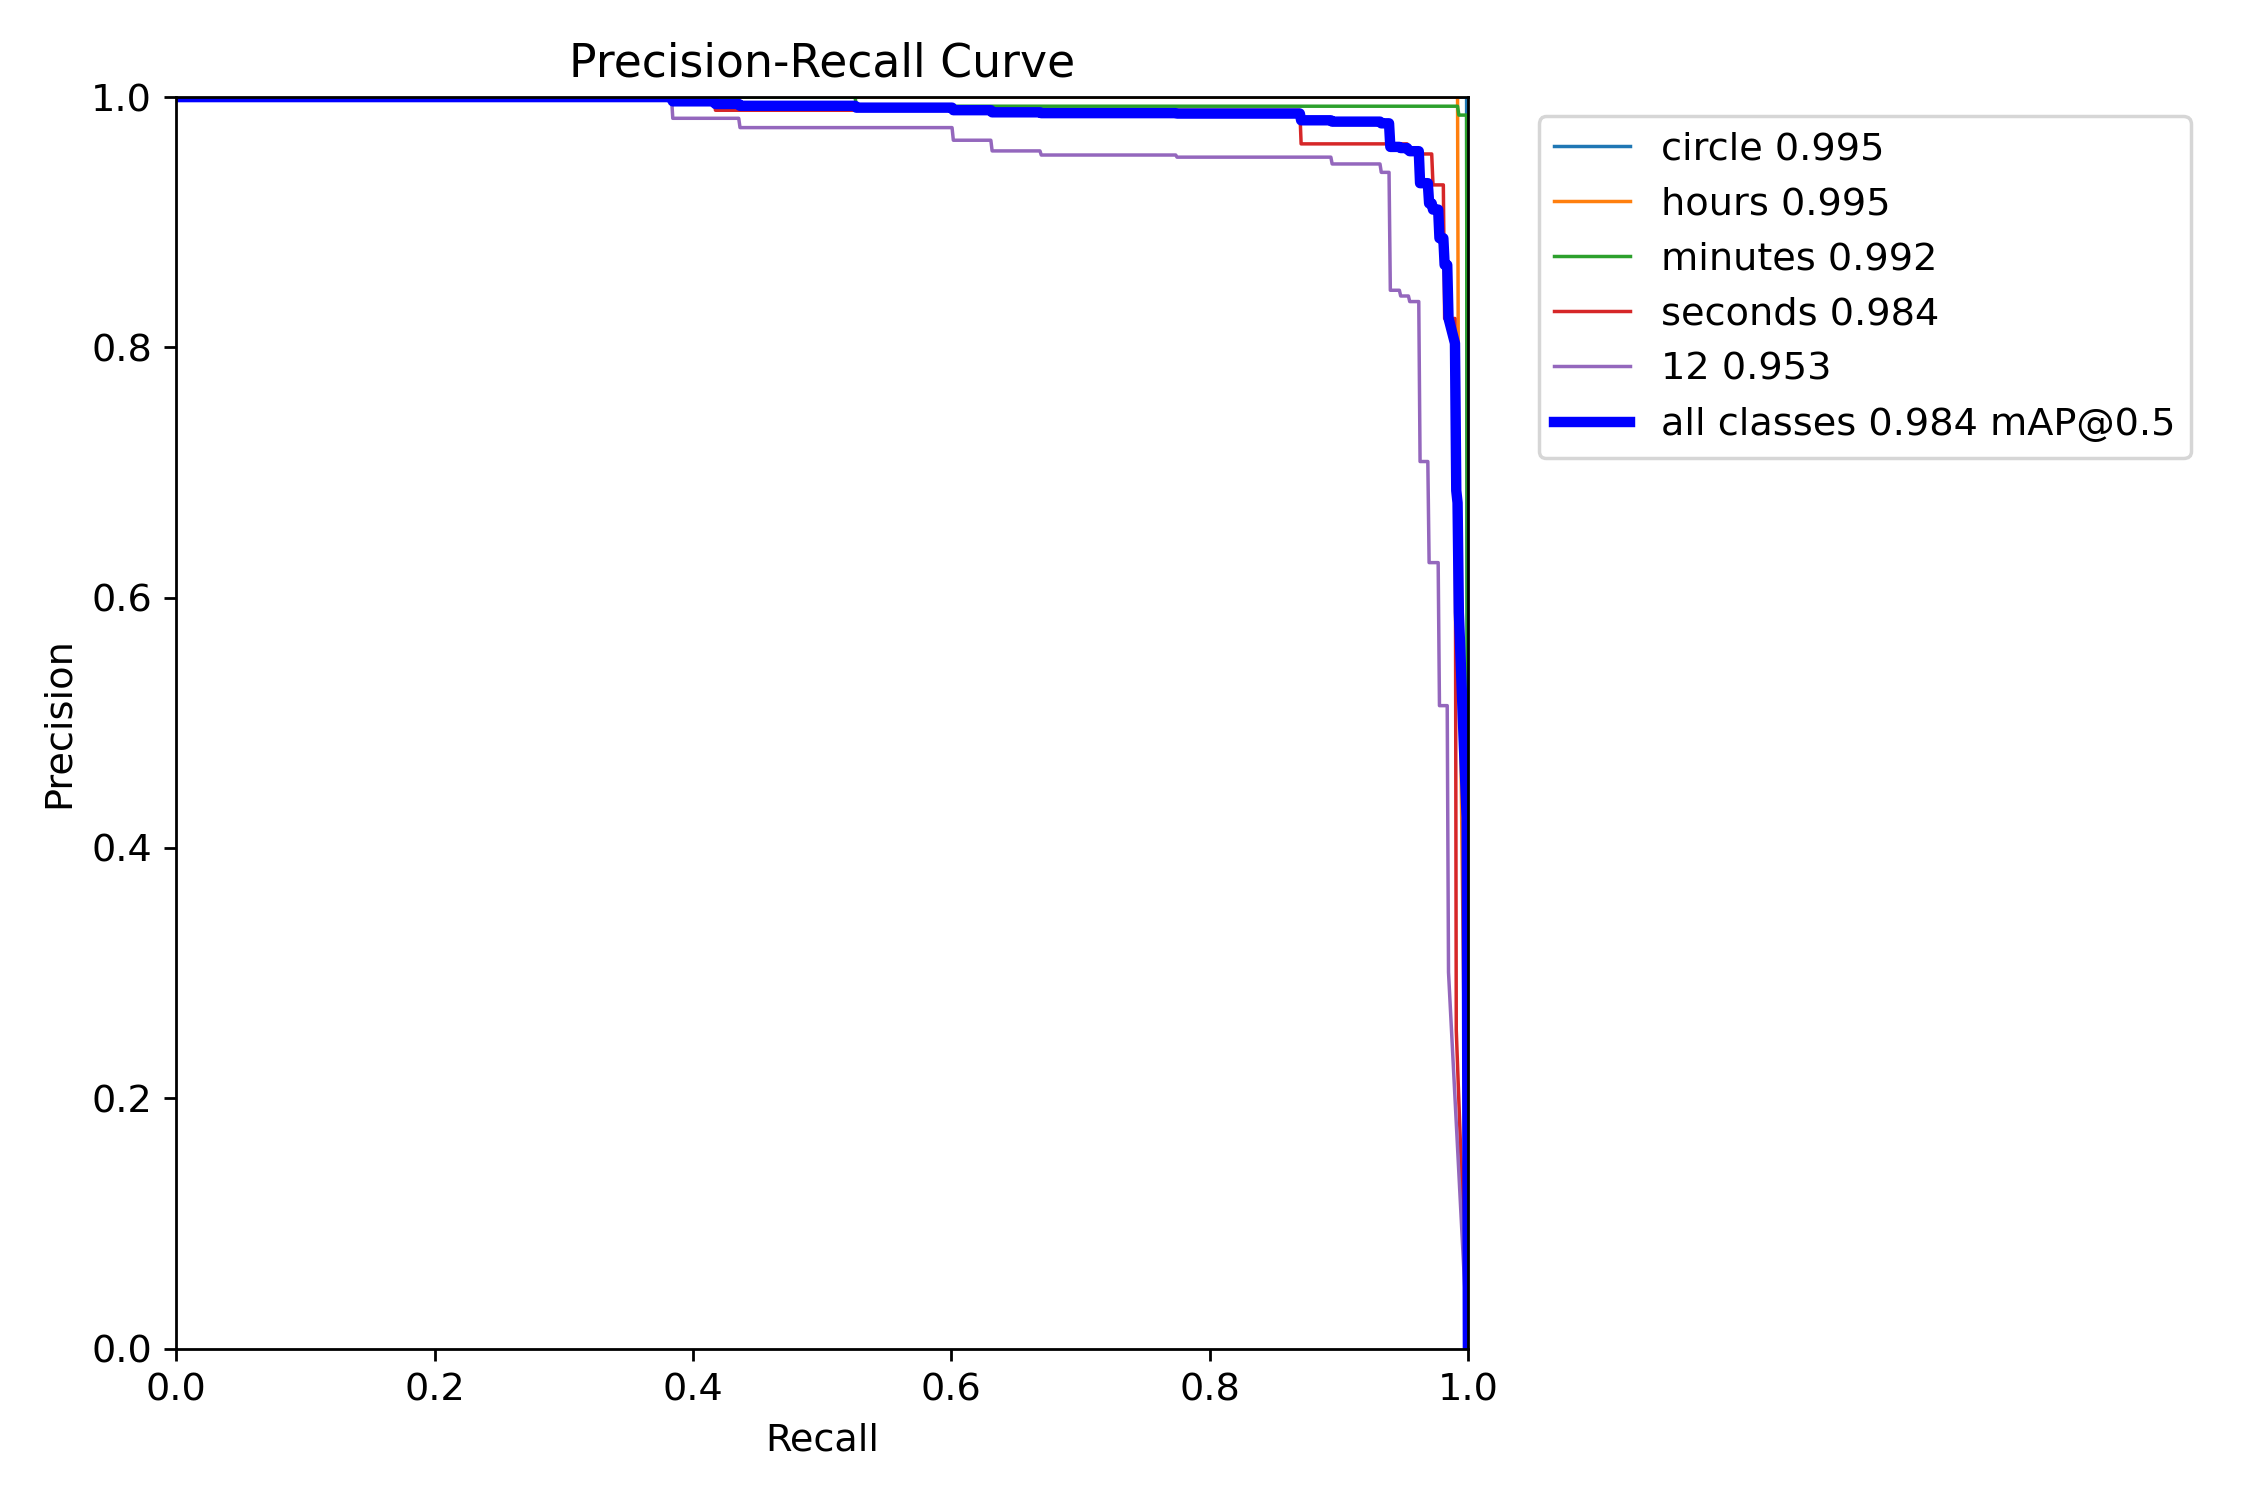 Precision-Recall Curve
1.0
0.8
0.6
0.4
0.2
0.0
Precision
0.0 0.2 0.4 0.6 0.8 1.0
Recall
circle 0.995
hours 0.995
minutes 0.992
seconds 0.984
12 0.953
all classes 0.984 mAP@0.5